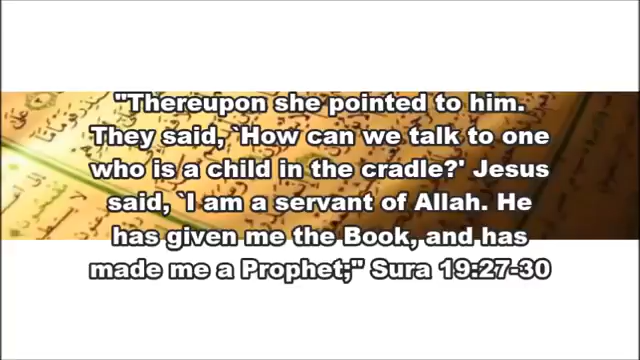 "Thereupon she pointed to him.
They said, `How can we talk to one
who is a child in the cradle?' Jesus
said, `I am a servant of Allah. He
has given me the Book, and has
made me a Prophet;" Sura 19:27-30